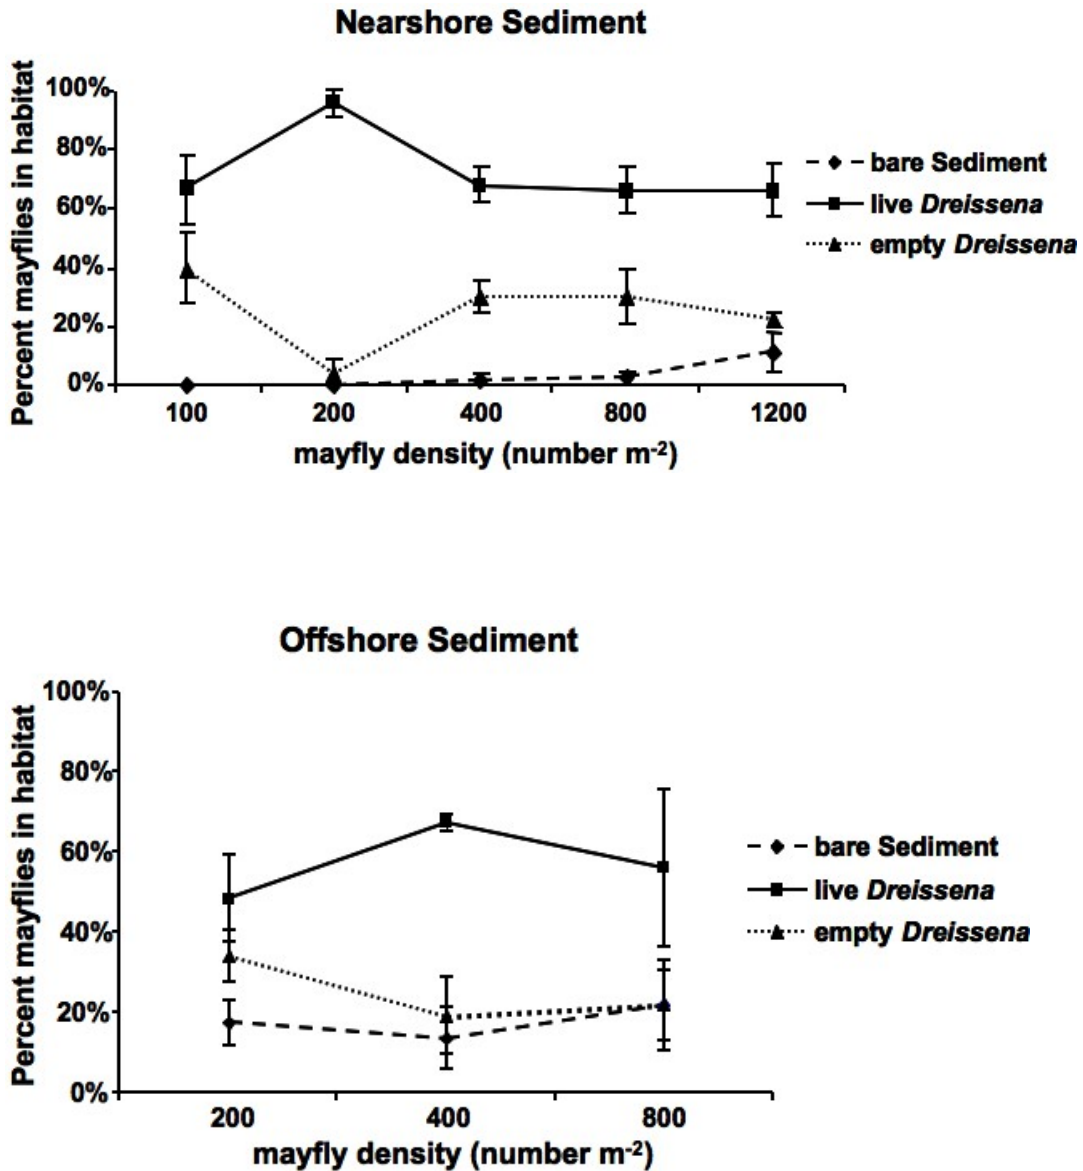 Nearshore Sediment
Percent mayflies in habitat
100%
80%
60%
40%
20%
0%
100 200 400 800 1200
mayfly density (number m-2)
bare Sediment
live Dreissena
empty Dreissena
Offshore Sediment
Percent mayflies in habitat
100%
80%
60%
40%
20%
0%
200 400 800
mayfly density (number m-2)
bare Sediment
live Dreissena
empty Dreissena